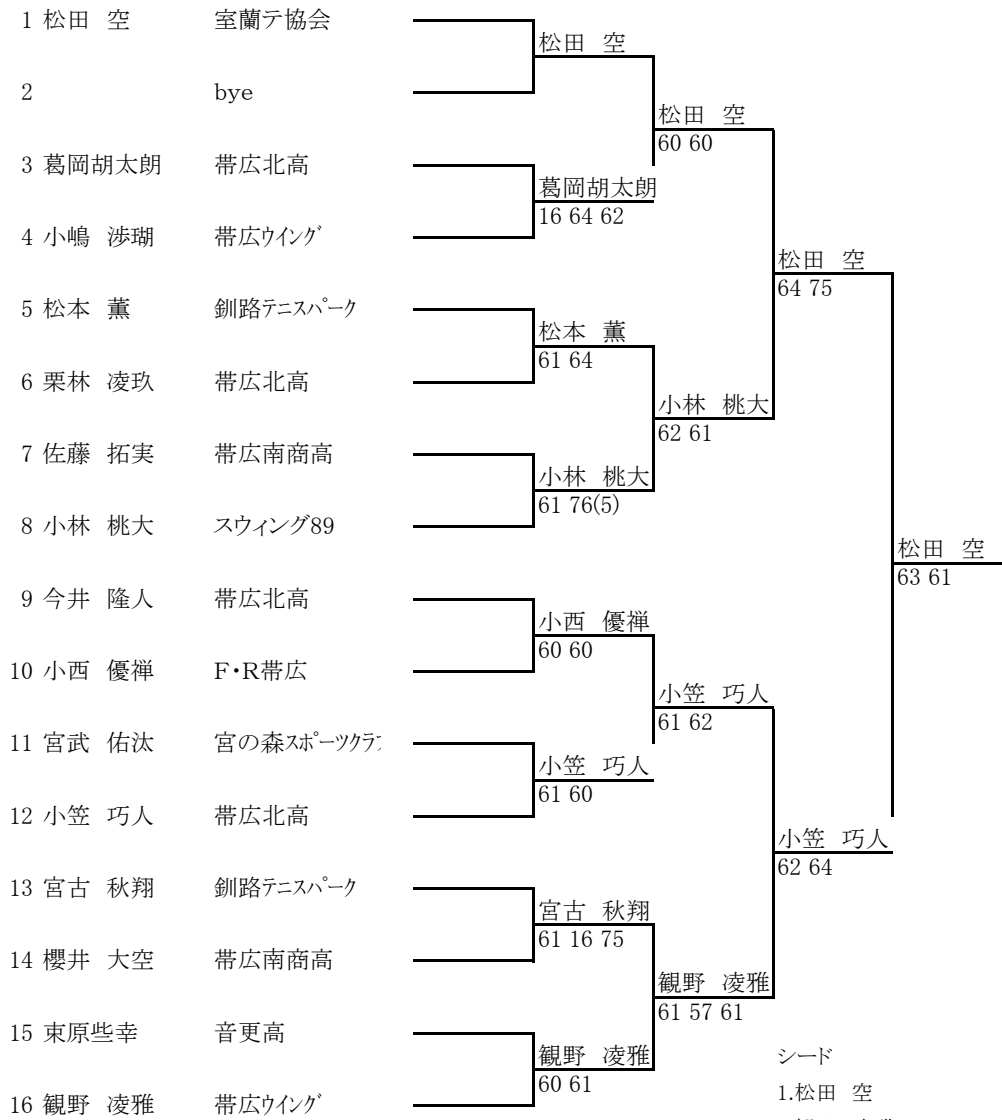 1 松田 空 室蘭テ協会
松田 空
2 bye
松田 空
60 60
3 葛岡胡太朗 帯広北高
葛岡胡太朗
16 64 62
4 小嶋 渉瑚 帯広ウイング
松田 空
64 75
5 松本 薫 釧路テニスパーク
松本 薫
61 64
6 栗林 凌玖 帯広北高
小林 桃大
62 61
7 佐藤 拓実 帯広南商高
小林 桃大
61 76(5)
8 小林 桃大 スウィング89
松田 空
63 61
9 今井 隆人 帯広北高
小西 優禅
60 60
10 小西 優禅 F・R帯広
小笠 巧人
61 62
11 宮武 佑汰 宮の森スポーツクラブ
小笠 巧人
61 60
12 小笠 巧人 帯広北高
小笠 巧人
62 64
13 宮古 秋翔 釧路テニスパーク
宮古 秋翔
61 16 75
14 櫻井 大空 帯広南商高
観野 凌雅
61 57 61
15 東原些幸 音更高
観野 凌雅
60 61
シード
1.松田 空
16 観野 凌雅 帯広ウイング